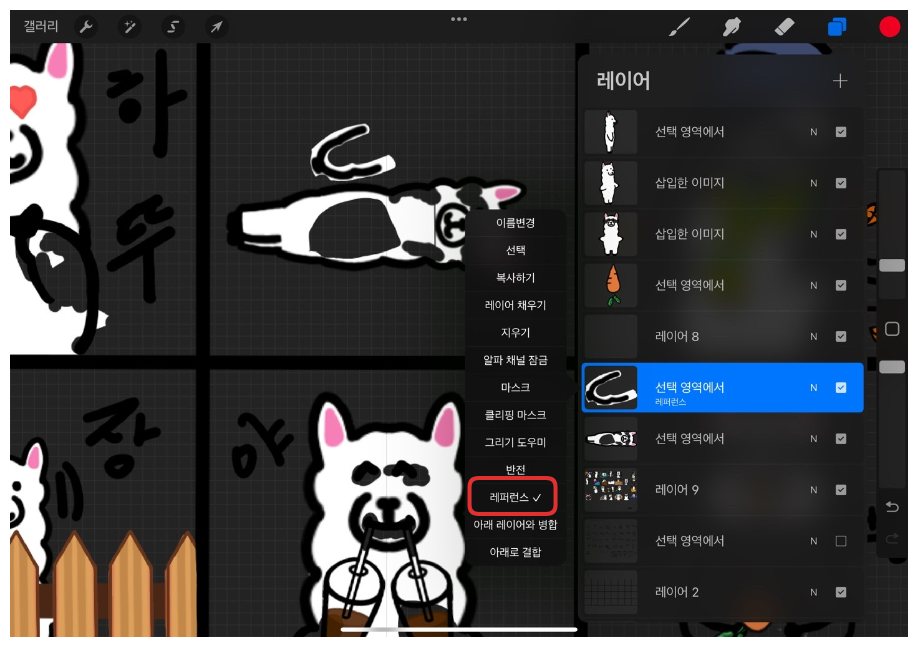 갤러리
레이어
선택 영역에서 N
삽입한 이미지 N
삽입한 이미지 N
선택 영역에서 N
레이어 8 N
선택 영역에서 N
레퍼런스
선택 영역에서 N
레이어 9 N
선택 영역에서 N
레이어 2 N
이름변경
선택
복사하기
레이어 채우기
지우기
알파 채널 잠금
마스크
클리핑 마스크
그리기 도우미
반전
레퍼런스 ✓
아래 레이어와 병합
아래로 결합
하
뚜
장
야